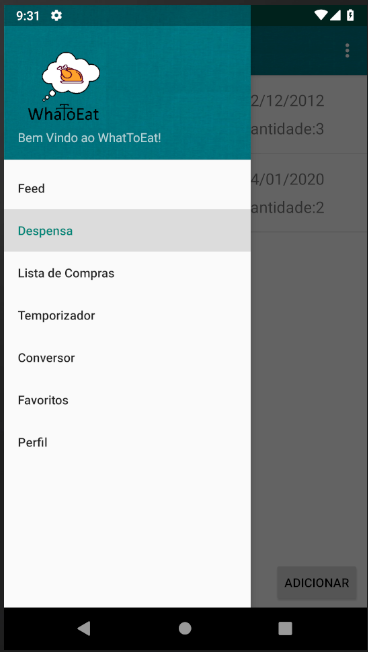 9:31
WhatToEat
Bem Vindo ao WhatToEat!
2/12/2012
antidade:3
Feed
4/01/2020
antidade:2
Despensa
Lista de Compras
Temporizador
Conversor
Favoritos
Perfil
ADICIONAR